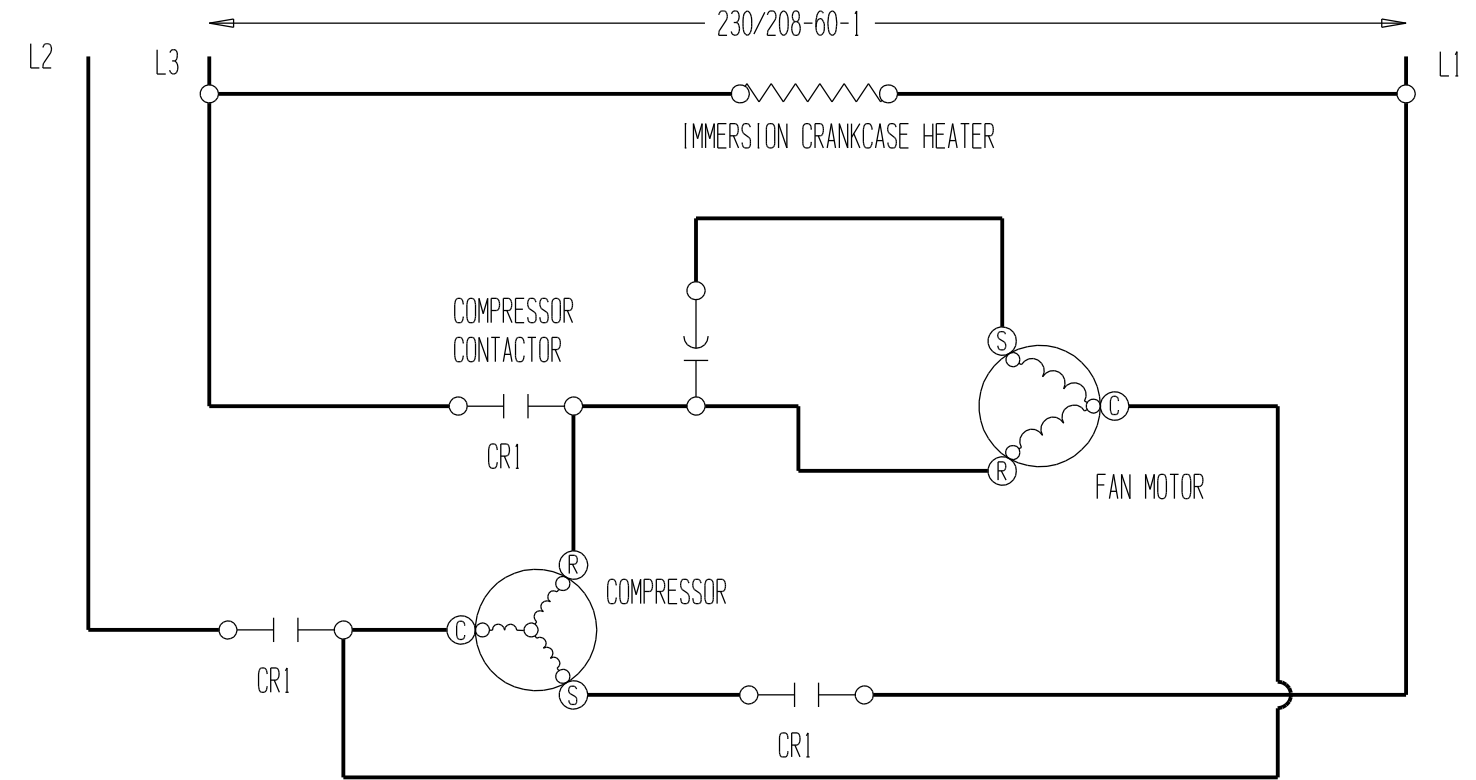 230/208-60-1
L2
L3
L1
IMMERSION CRANKCASE HEATER
COMPRESSOR
CONTACTOR
S
C
CR1
R
FAN MOTOR
R
COMPRESSOR
C
CR1
S
CR1